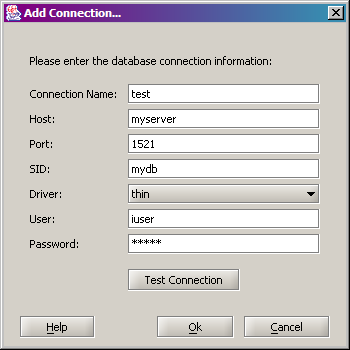 Add Connection...
Please enter the database connection information:
Connection Name: test
Host: myserver
Port: 1521
SID: mydb
Driver: thin
User: iuser
Password: *****
Test Connection
Help Ok Cancel